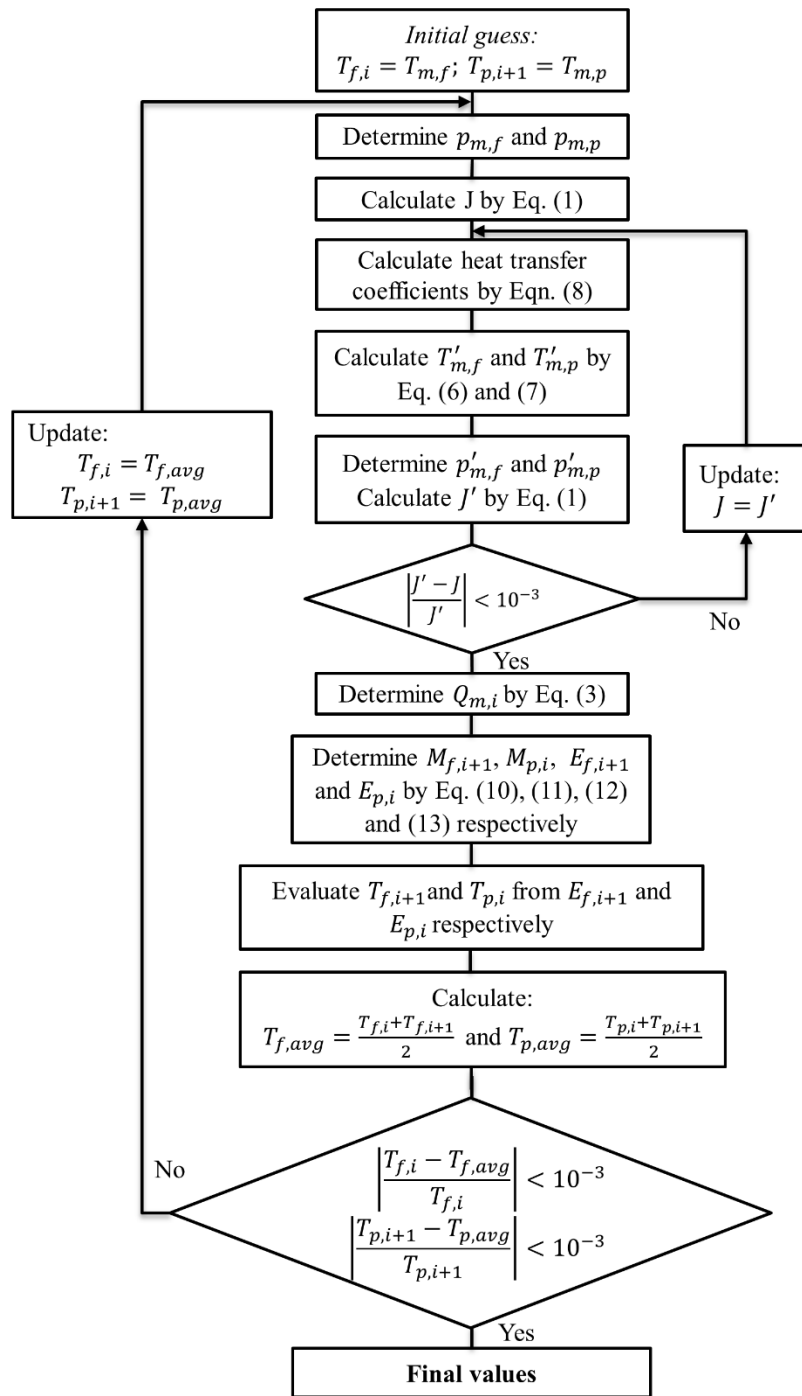 Initial guess:
T_{f,i} = T_{m,f}; T_{p,i+1} = T_{m,p}
Determine p_{m,f} and p_{m,p}
Calculate J by Eq. (1)
Calculate heat transfer
coefficients by Eqn. (8)
Calculate T'_{m,f} and T'_{m,p} by
Eq. (6) and (7)
Update:
T_{f,i} = T_{f,avg}
T_{p,i+1} = T_{p,avg}
Determine p'_{m,f} and p'_{m,p}
Calculate J' by Eq. (1)
Update:
J = J'
|(J' − J)/J'| < 10^{−3}
No
Yes
Determine Q_{m,i} by Eq. (3)
Determine M_{f,i+1}, M_{p,i}, E_{f,i+1}
and E_{p,i} by Eq. (10), (11), (12)
and (13) respectively
Evaluate T_{f,i+1} and T_{p,i} from E_{f,i+1} and
E_{p,i} respectively
Calculate:
T_{f,avg} = (T_{f,i}+T_{f,i+1})/2 and T_{p,avg} = (T_{p,i}+T_{p,i+1})/2
No
|(T_{f,i} − T_{f,avg})/T_{f,i}| < 10^{−3}
|(T_{p,i+1} − T_{p,avg})/T_{p,i+1}| < 10^{−3}
Yes
Final values